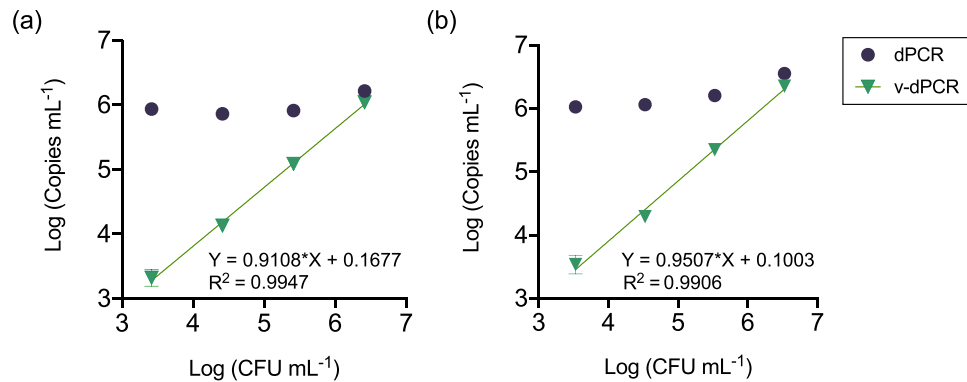 (a)
7
6
5
4
3
Log (Copies mL⁻¹)
Y = 0.9108*X + 0.1677
R² = 0.9947
3 4 5 6 7
Log (CFU mL⁻¹)
(b)
7
6
5
4
3
Log (Copies mL⁻¹)
Y = 0.9507*X + 0.1003
R² = 0.9906
3 4 5 6 7
Log (CFU mL⁻¹)
dPCR
v-dPCR